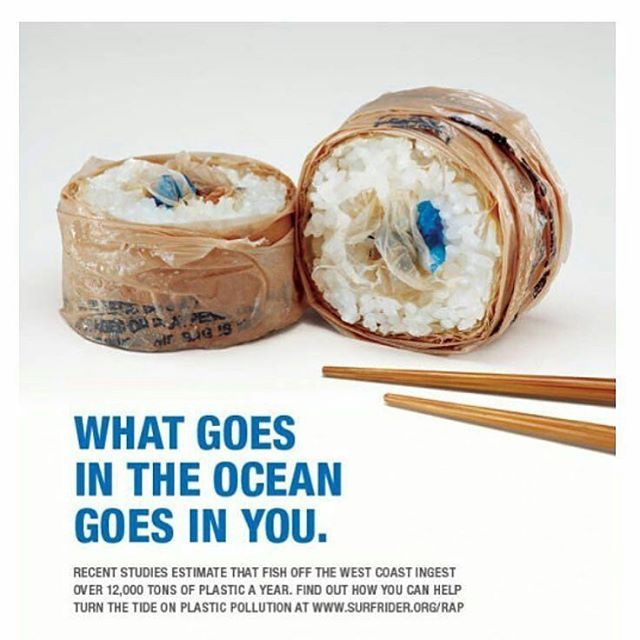 WHAT GOES
IN THE OCEAN
GOES IN YOU.
RECENT STUDIES ESTIMATE THAT FISH OFF THE WEST COAST INGEST
OVER 12,000 TONS OF PLASTIC A YEAR. FIND OUT HOW YOU CAN HELP
TURN THE TIDE ON PLASTIC POLLUTION AT WWW.SURFRIDER.ORG/RAP